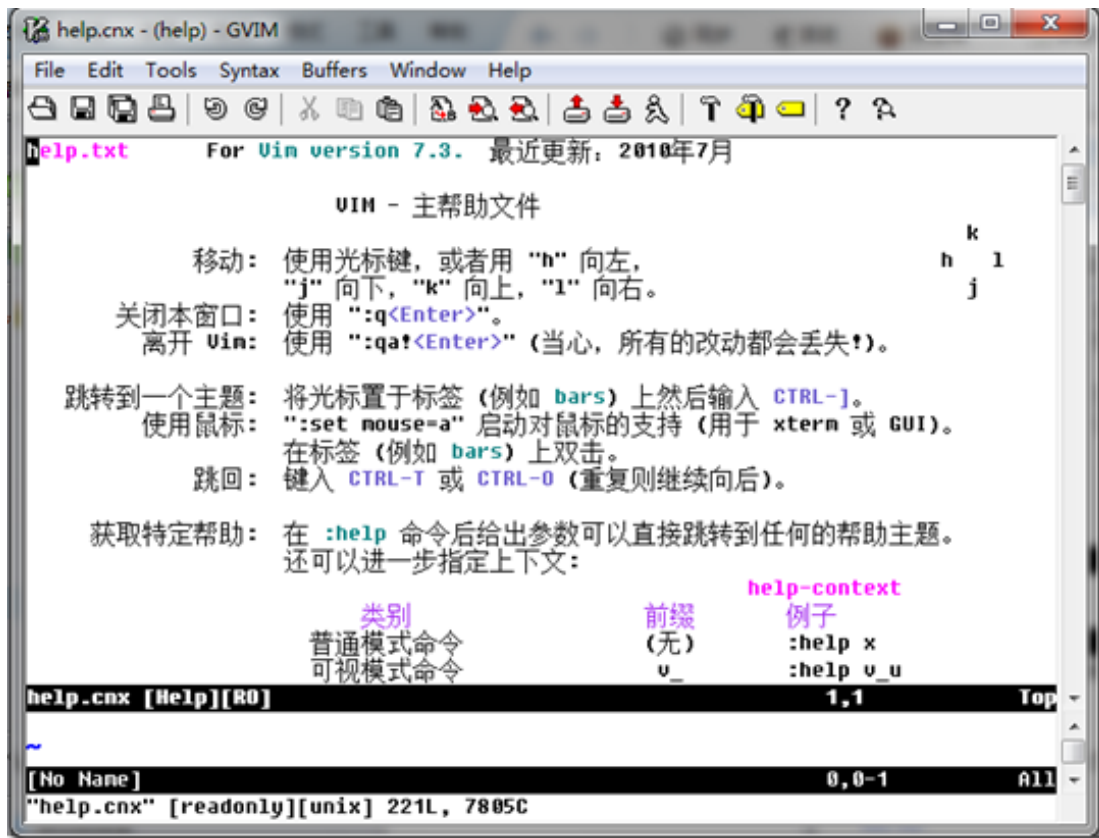 help.cnx - (help) - GVIM
File Edit Tools Syntax Buffers Window Help
help.txt For Vim version 7.3. 最近更新: 2010年7月
VIM - 主帮助文件
k
移动: 使用光标键, 或者用 "h" 向左, h l
"j" 向下, "k" 向上, "l" 向右。 j
关闭本窗口: 使用 ":q<Enter>"。
离开 Vim: 使用 ":qa!<Enter>" (当心, 所有的改动都会丢失!)。
跳转到一个主题: 将光标置于标签 (例如 bars) 上然后输入 CTRL-]。
使用鼠标: ":set mouse=a" 启动对鼠标的支持 (用于 xterm 或 GUI)。
在标签 (例如 bars) 上双击。
跳回: 键入 CTRL-T 或 CTRL-O (重复则继续向后)。
获取特定帮助: 在 :help 命令后给出参数可以直接跳转到任何的帮助主题。
还可以进一步指定上下文:
help-context
类别 前缀 例子
普通模式命令 (无) :help x
可视模式命令 v_ :help v_u
help.cnx [Help][RO] 1,1 Top
~
[No Name] 0,0-1 All
"help.cnx" [readonly][unix] 221L, 7805C